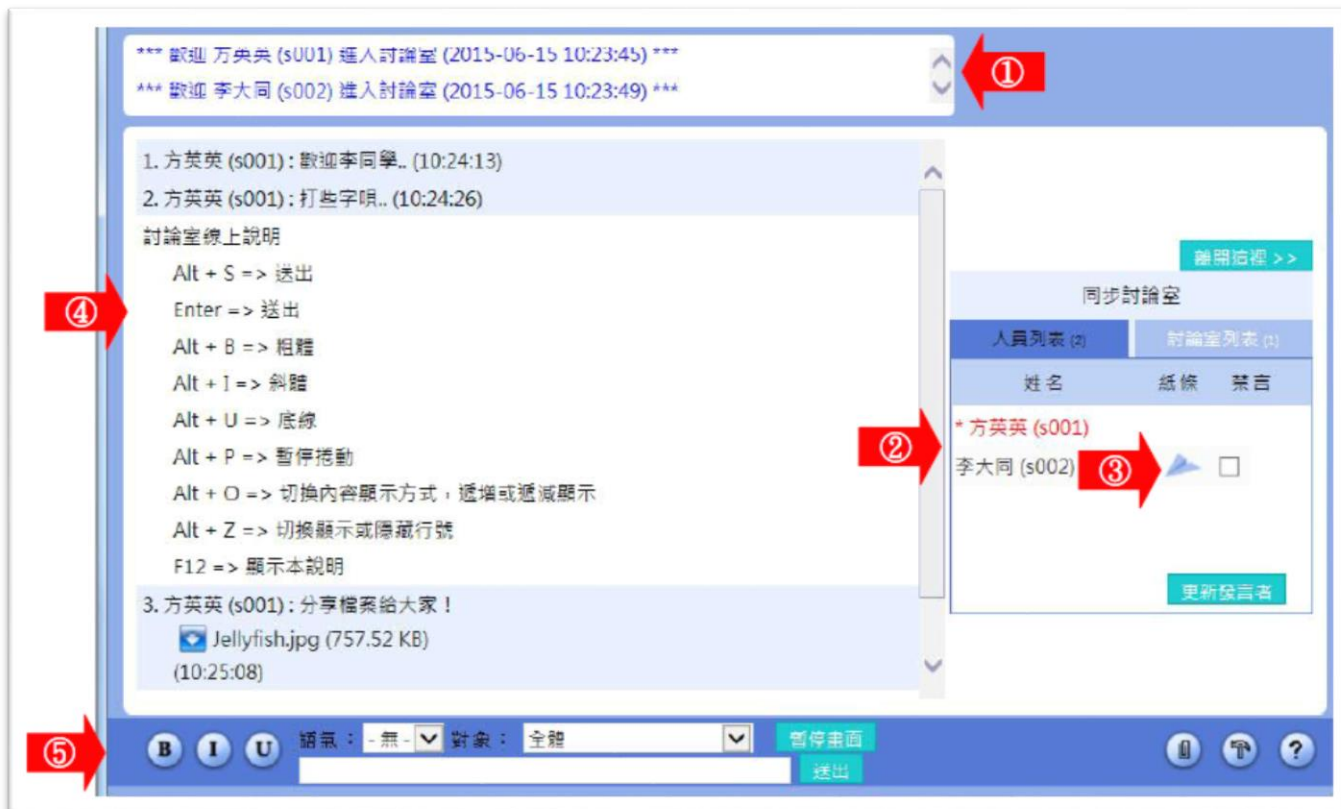 *** 歡迎 方英英 (s001) 進入討論室 (2015-06-15 10:23:45) ***
*** 歡迎 李大同 (s002) 進入討論室 (2015-06-15 10:23:49) ***
①
1. 方英英 (s001) : 歡迎李同學.. (10:24:13)
2. 方英英 (s001) : 打些字唄.. (10:24:26)
討論室線上說明
Alt + S => 送出
④
Enter => 送出
Alt + B => 粗體
Alt + I => 斜體
Alt + U => 底線
Alt + P => 暫停捲動
Alt + O => 切換內容顯示方式，遞增或遞減顯示
Alt + Z => 切換顯示或隱藏行號
F12 => 顯示本說明
3. 方英英 (s001) : 分享檔案給大家！
Jellyfish.jpg (757.52 KB)
(10:25:08)
離開這裡 >>
同步討論室
人員列表 (2) 討論室列表 (1)
姓名 紙條 禁言
②
* 方英英 (s001)
李大同 (s002)
③
更新發言者
⑤
B I U 語氣： - 無 - 對象： 全體 暫停畫面
送出
?